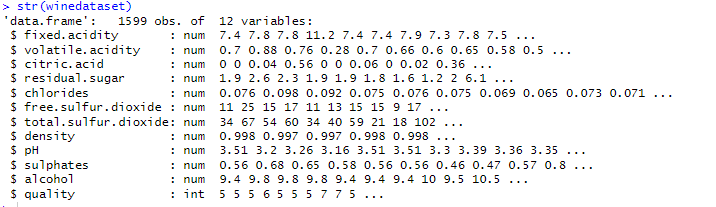 > str(winedataset)
'data.frame':   1599 obs. of  12 variables:
 $ fixed.acidity       : num  7.4 7.8 7.8 11.2 7.4 7.4 7.9 7.3 7.8 7.5 ...
 $ volatile.acidity    : num  0.7 0.88 0.76 0.28 0.7 0.66 0.6 0.65 0.58 0.5 ...
 $ citric.acid         : num  0 0 0.04 0.56 0 0 0.06 0 0.02 0.36 ...
 $ residual.sugar      : num  1.9 2.6 2.3 1.9 1.9 1.8 1.6 1.2 2 6.1 ...
 $ chlorides           : num  0.076 0.098 0.092 0.075 0.076 0.075 0.069 0.065 0.073 0.071 ...
 $ free.sulfur.dioxide : num  11 25 15 17 11 13 15 15 9 17 ...
 $ total.sulfur.dioxide: num  34 67 54 60 34 40 59 21 18 102 ...
 $ density             : num  0.998 0.997 0.997 0.998 0.998 ...
 $ pH                  : num  3.51 3.2 3.26 3.16 3.51 3.51 3.3 3.39 3.36 3.35 ...
 $ sulphates           : num  0.56 0.68 0.65 0.58 0.56 0.56 0.46 0.47 0.57 0.8 ...
 $ alcohol             : num  9.4 9.8 9.8 9.8 9.4 9.4 9.4 10 9.5 10.5 ...
 $ quality             : int  5 5 5 6 5 5 5 7 7 5 ...